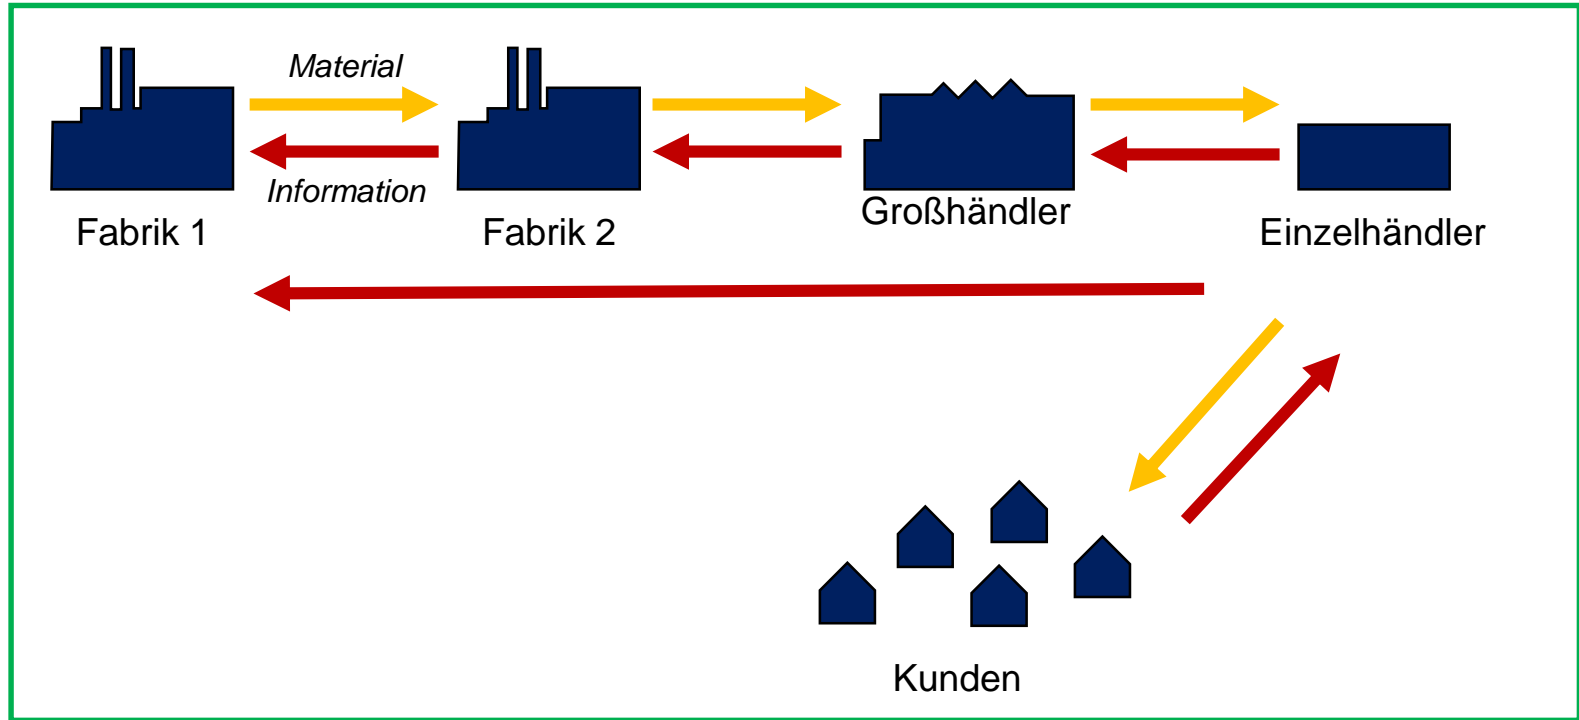 Material
Information
Fabrik 1
Fabrik 2
Großhändler
Einzelhändler
Kunden